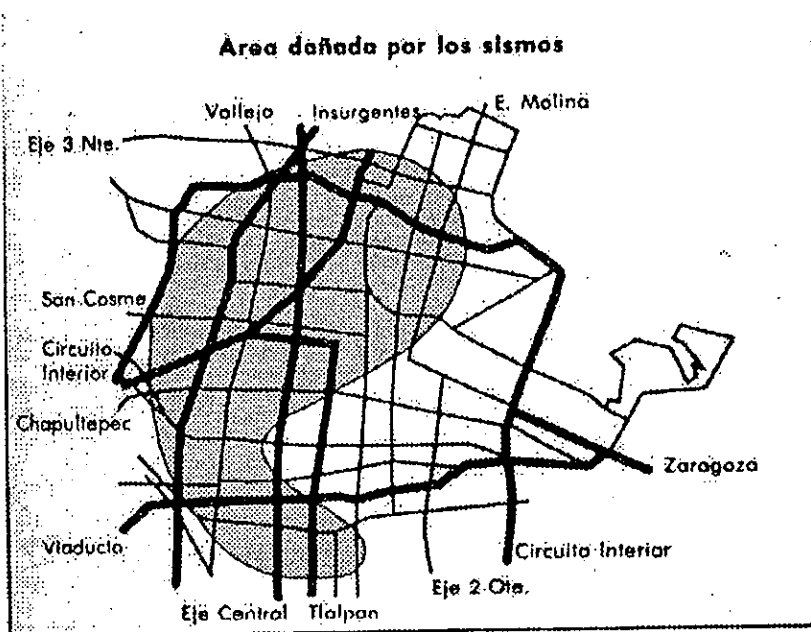 Area dañada por los sismos
Vallejo Insurgentes E. Molina
Eje 3 Nte.
San Cosme
Circuito
Interior
Chapultepec
Zaragoza
Viaducto
Circuito Interior
Eje 2 Ote.
Eje Central Tlalpan